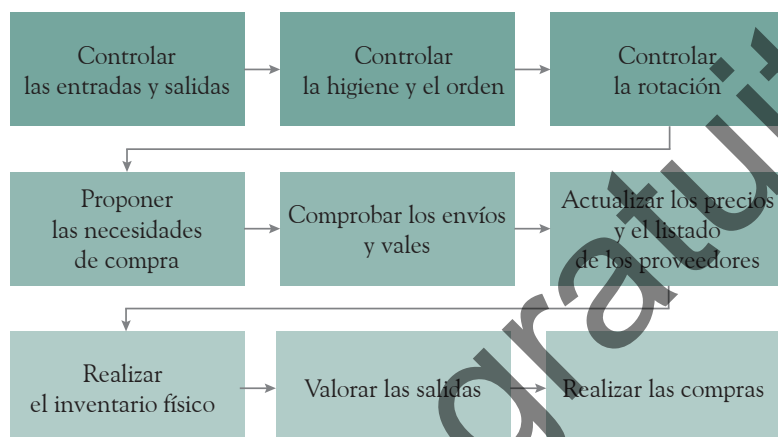 Controlar
las entradas y salidas
Controlar
la higiene y el orden
Controlar
la rotación
Proponer
las necesidades
de compra
Comprobar los envíos
y vales
Actualizar los precios
y el listado
de los proveedores
Realizar
el inventario físico
Valorar las salidas
Realizar las compras
gratuit